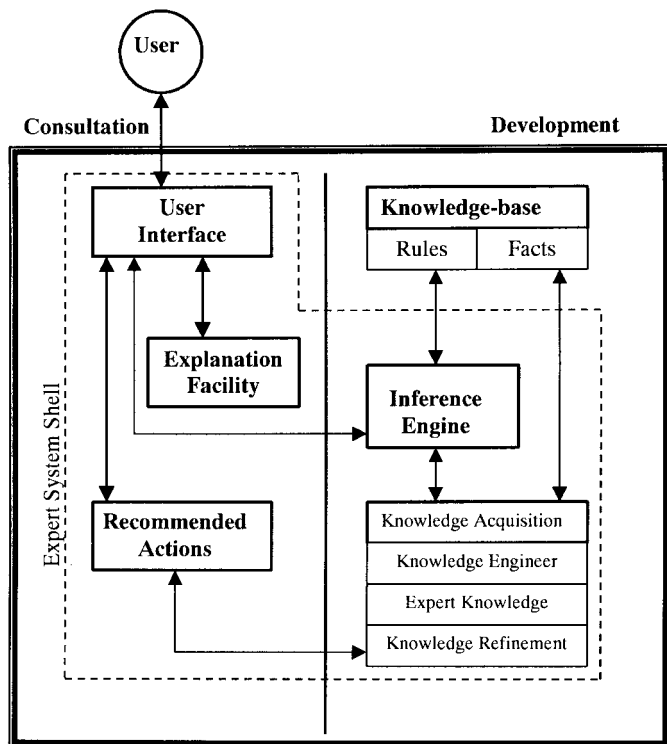 User
Consultation
Development
User
Interface
Knowledge-base
Rules
Facts
Explanation
Facility
Inference
Engine
Expert System Shell
Recommended
Actions
Knowledge Acquisition
Knowledge Engineer
Expert Knowledge
Knowledge Refinement